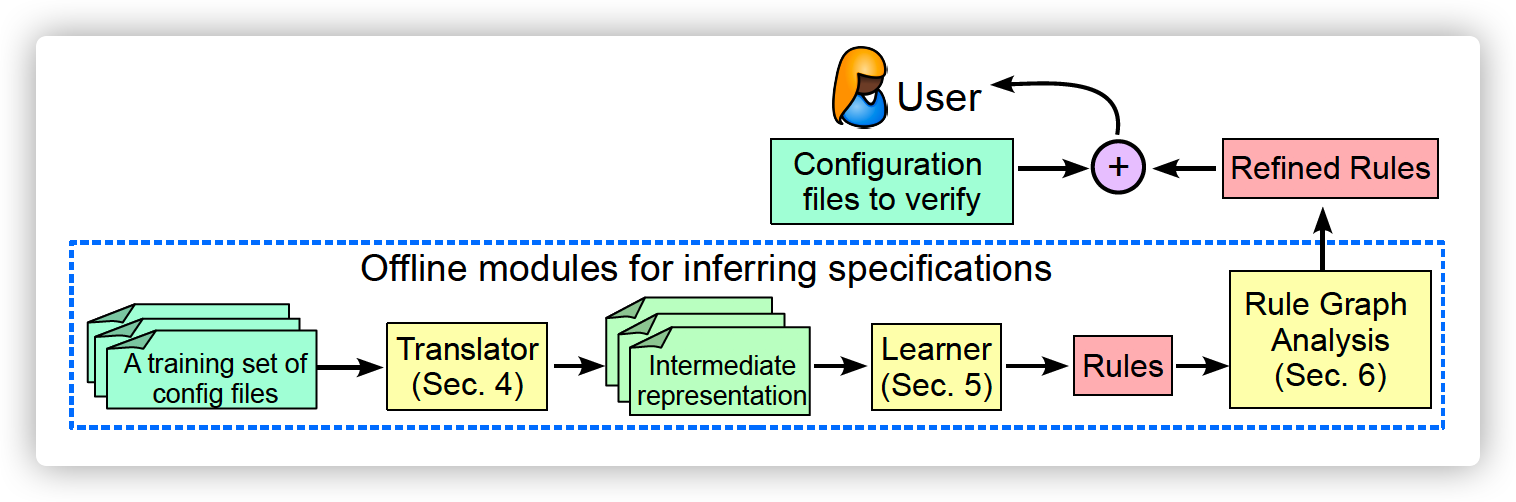 User
Configuration
files to verify
+
Refined Rules
Offline modules for inferring specifications
A training set of
config files
Translator
(Sec. 4)
Intermediate
representation
Learner
(Sec. 5)
Rules
Rule Graph
Analysis
(Sec. 6)